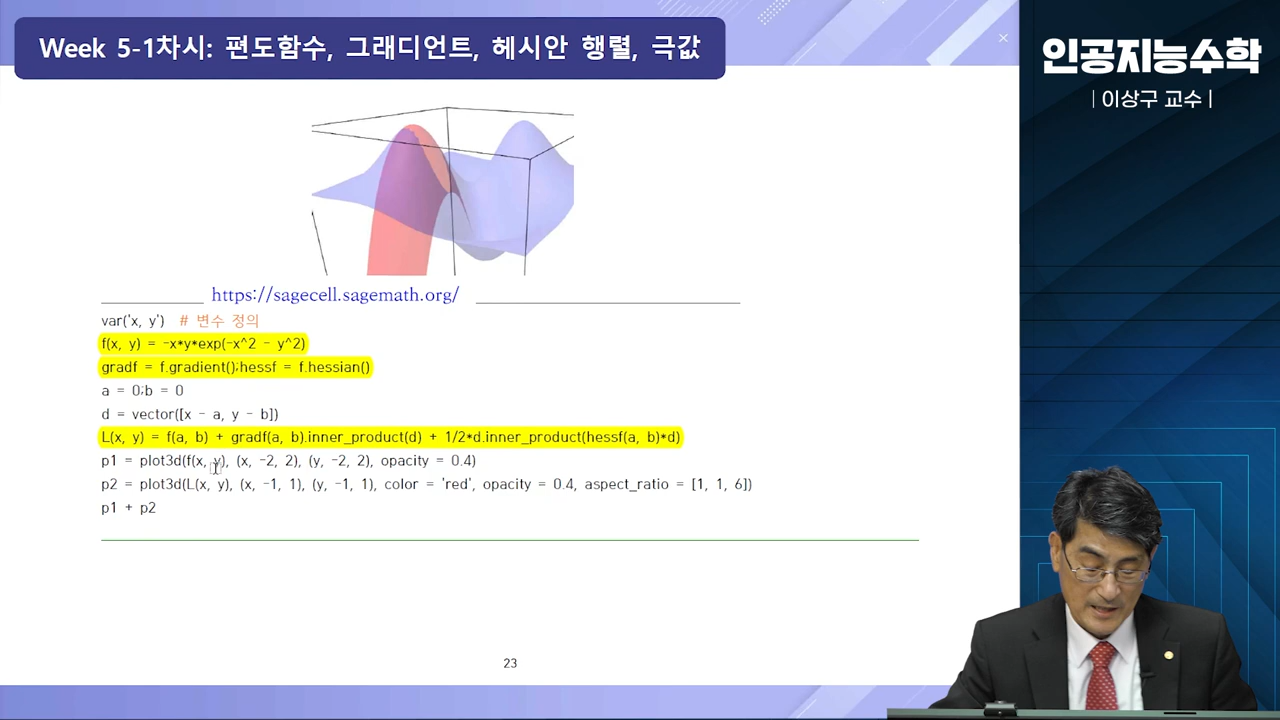 Week 5-1차시: 편도함수, 그래디언트, 헤시안 행렬, 극값
인공지능수학
| 이상구 교수 |
https://sagecell.sagemath.org/
var('x, y') # 변수 정의
f(x, y) = -x*y*exp(-x^2 - y^2)
gradf = f.gradient();hessf = f.hessian()
a = 0;b = 0
d = vector([x - a, y - b])
L(x, y) = f(a, b) + gradf(a, b).inner_product(d) + 1/2*d.inner_product(hessf(a, b)*d)
p1 = plot3d(f(x, y), (x, -2, 2), (y, -2, 2), opacity = 0.4)
p2 = plot3d(L(x, y), (x, -1, 1), (y, -1, 1), color = 'red', opacity = 0.4, aspect_ratio = [1, 1, 6])
p1 + p2
23